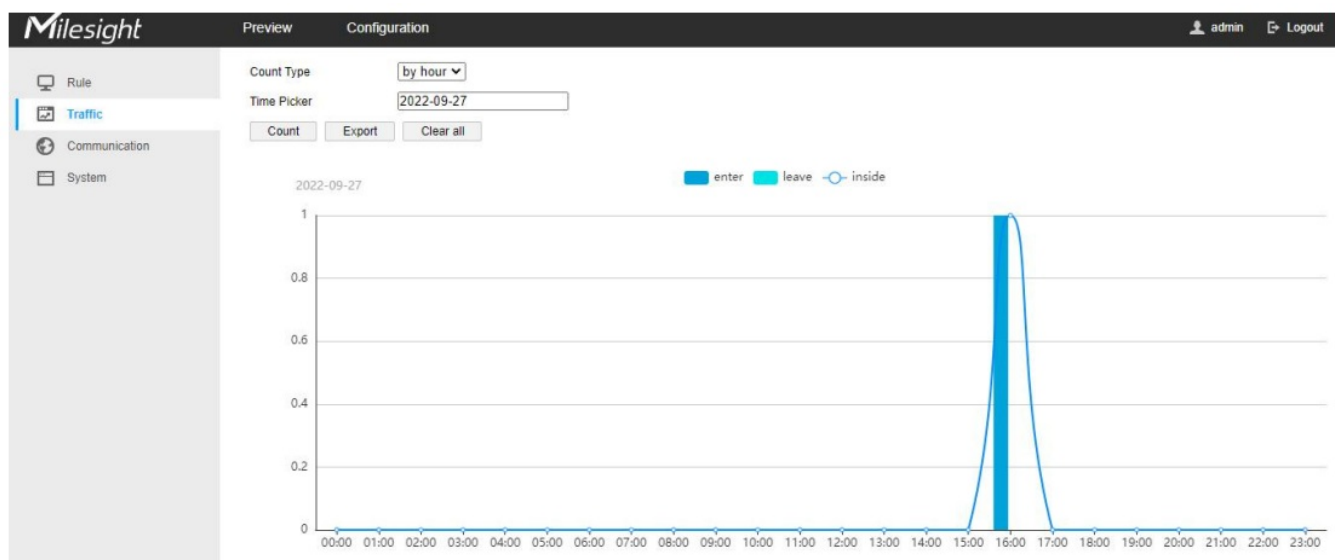 Milesight Preview Configuration admin Logout
Rule
Traffic
Communication
System
Count Type by hour
Time Picker 2022-09-27
Count Export Clear all
2022-09-27 enter leave inside
1
0.8
0.6
0.4
0.2
0
00:00 01:00 02:00 03:00 04:00 05:00 06:00 07:00 08:00 09:00 10:00 11:00 12:00 13:00 14:00 15:00 16:00 17:00 18:00 19:00 20:00 21:00 22:00 23:00